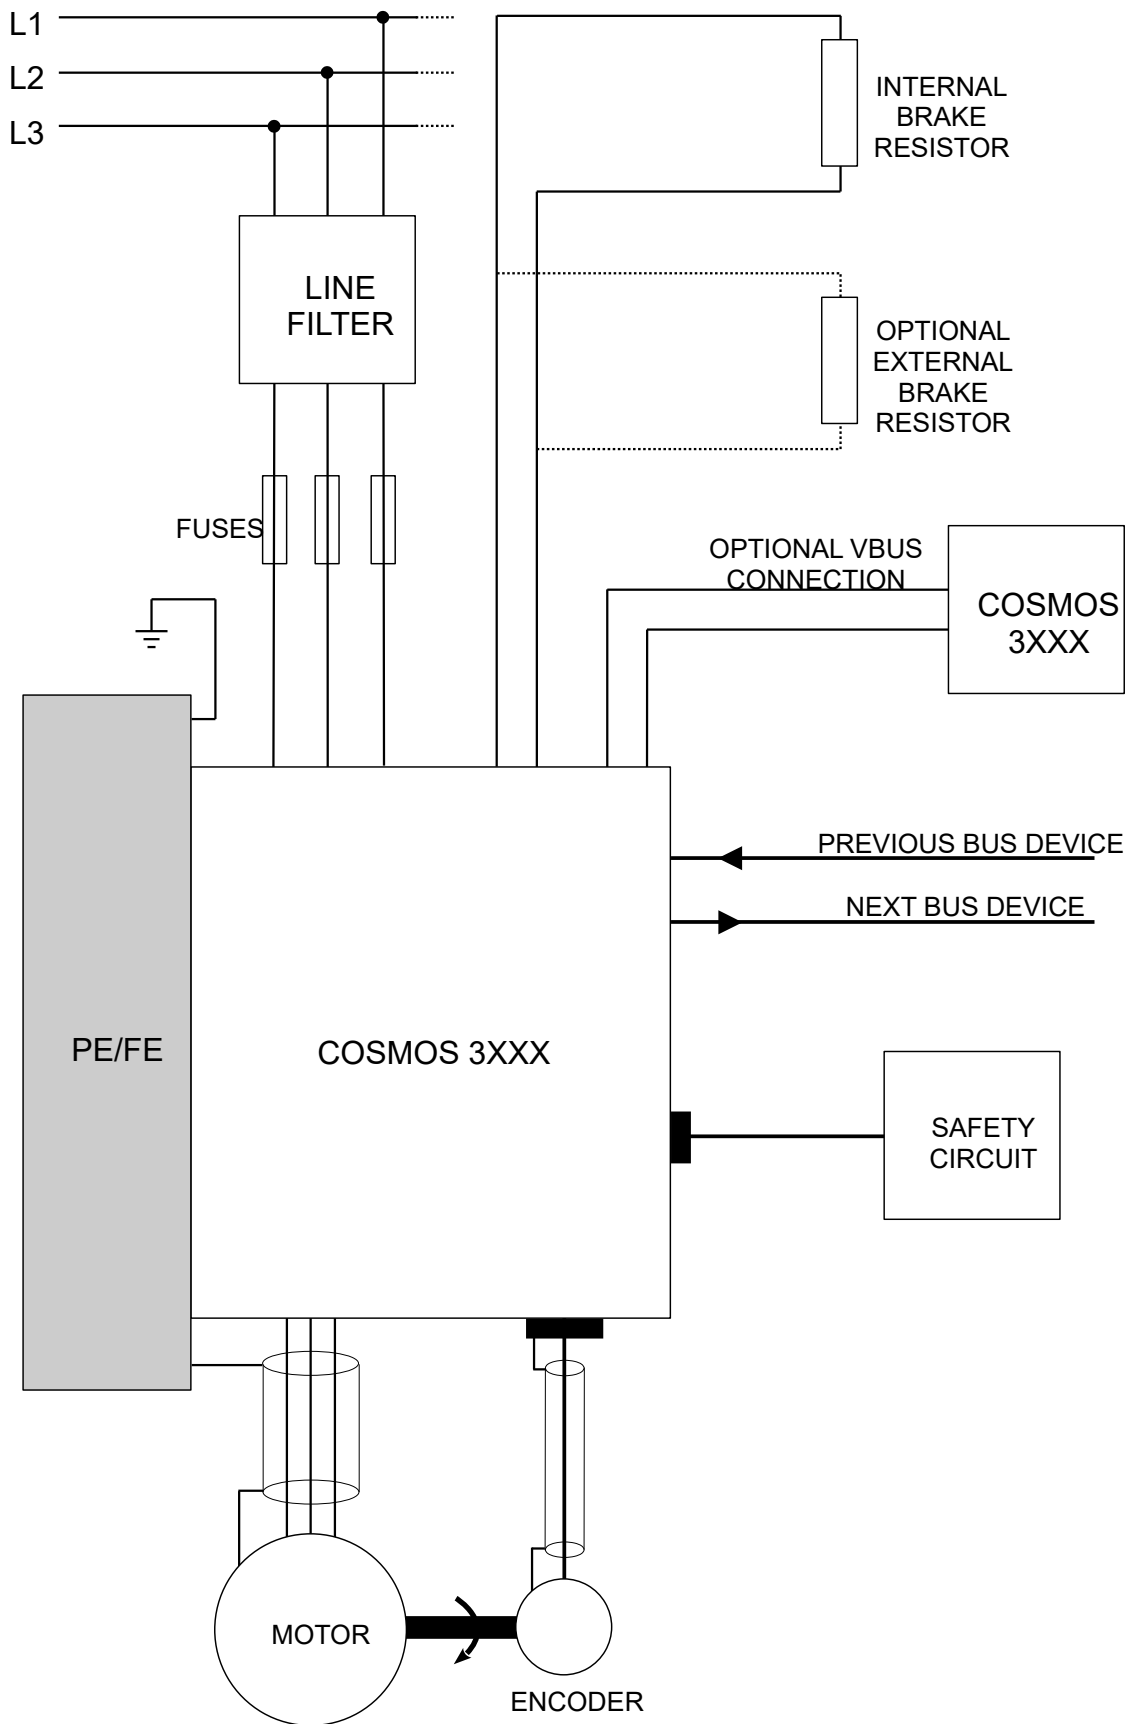 L1
L2
L3
INTERNAL
BRAKE
RESISTOR
LINE
FILTER
OPTIONAL
EXTERNAL
BRAKE
RESISTOR
FUSES
OPTIONAL VBUS
CONNECTION
COSMOS
3XXX
PREVIOUS BUS DEVICE
NEXT BUS DEVICE
PE/FE
COSMOS 3XXX
SAFETY
CIRCUIT
MOTOR
ENCODER